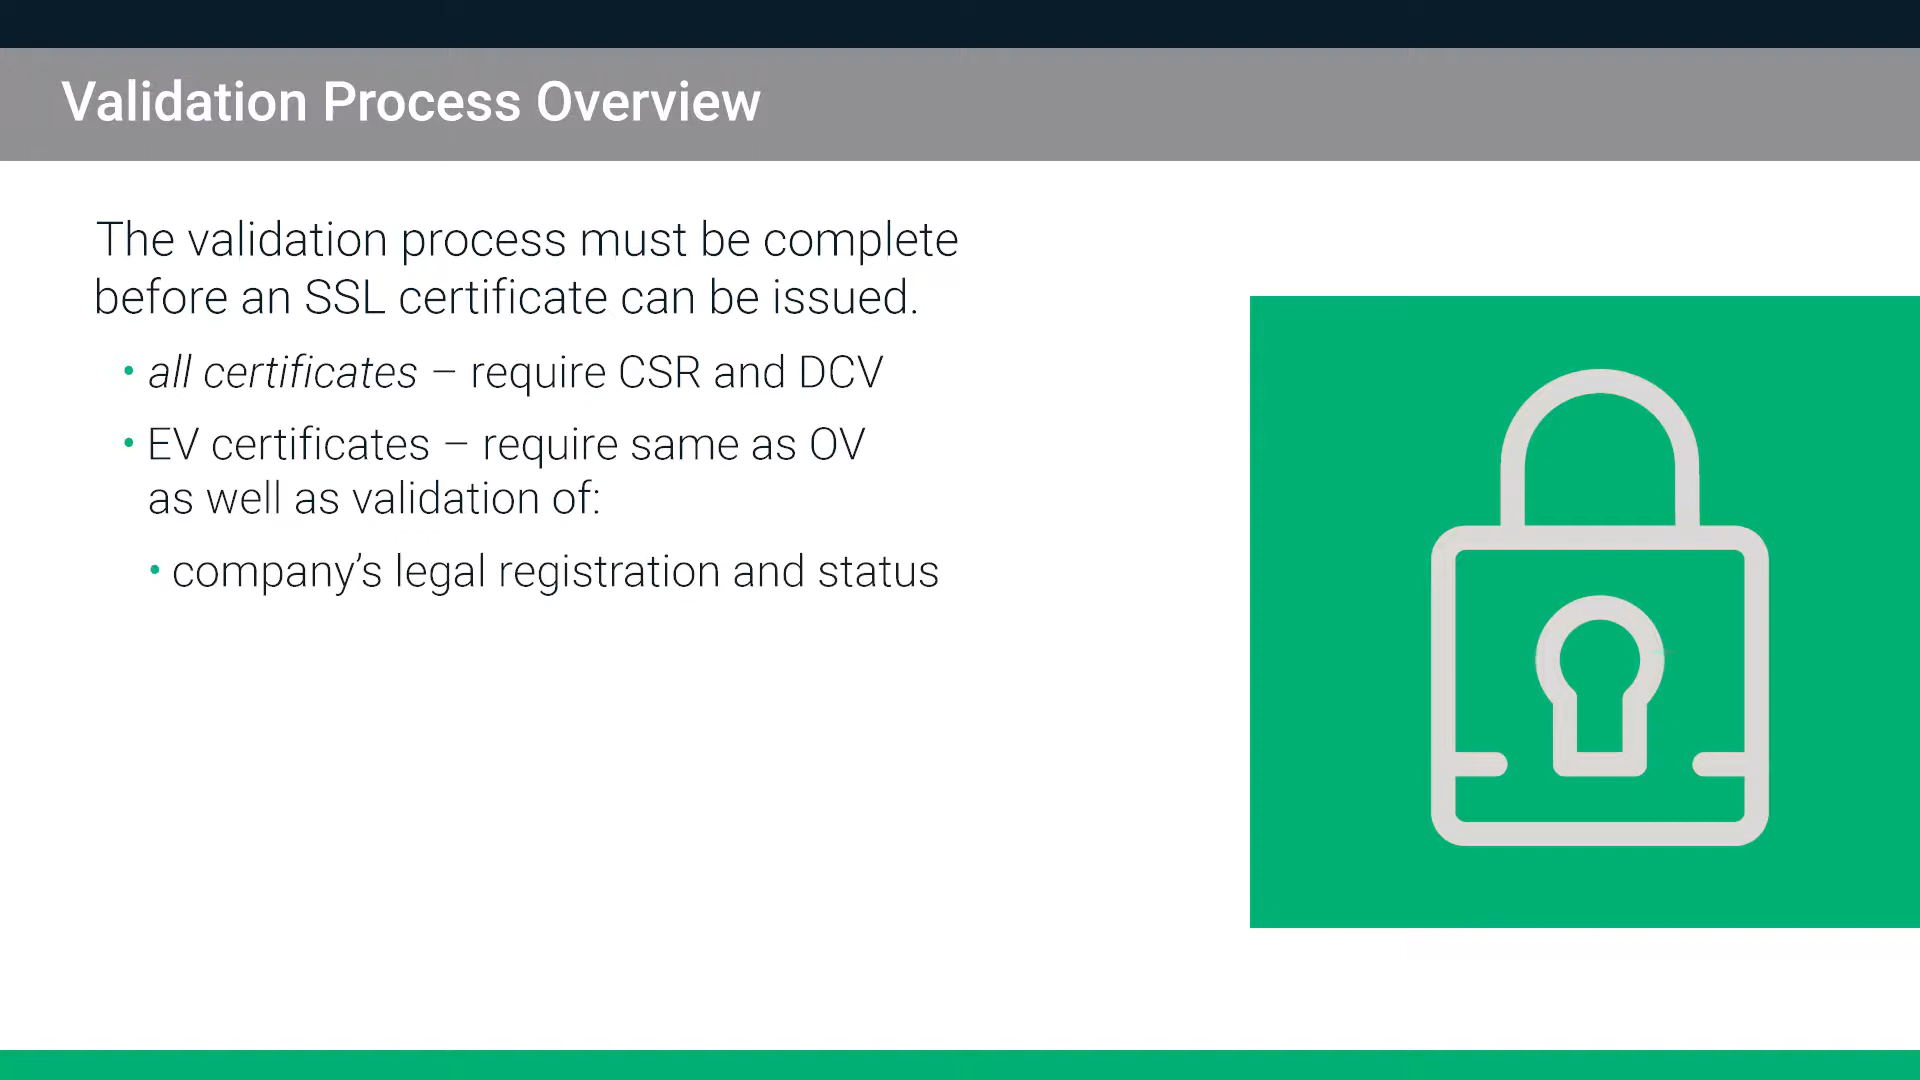 Validation Process Overview
The validation process must be complete
before an SSL certificate can be issued.
• all certificates – require CSR and DCV
• EV certificates – require same as OV
as well as validation of:
• company’s legal registration and status